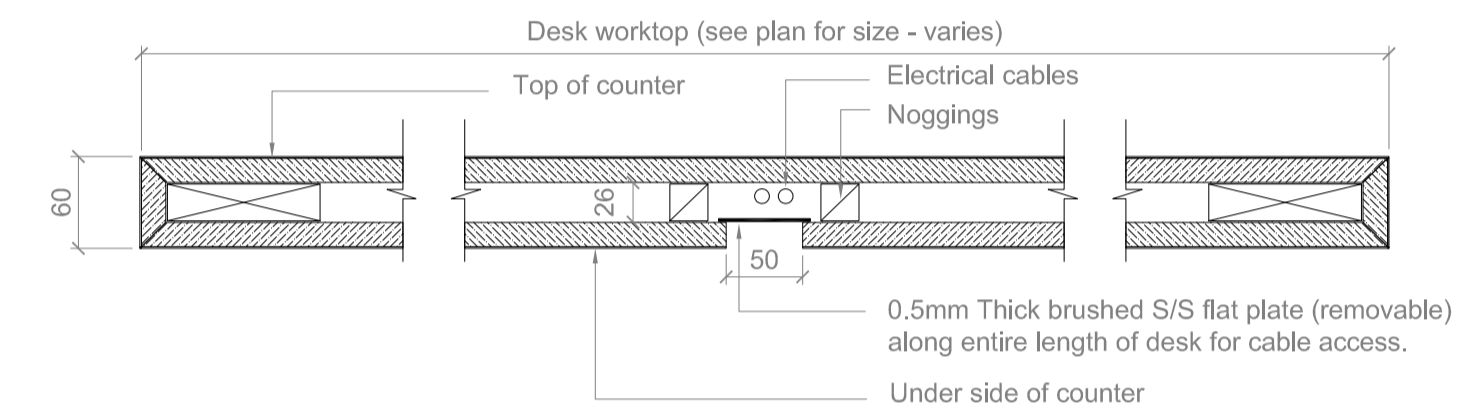 Desk worktop (see plan for size - varies)
Top of counter
Electrical cables
Noggings
60
26
50
0.5mm Thick brushed S/S flat plate (removable)
along entire length of desk for cable access.
Under side of counter